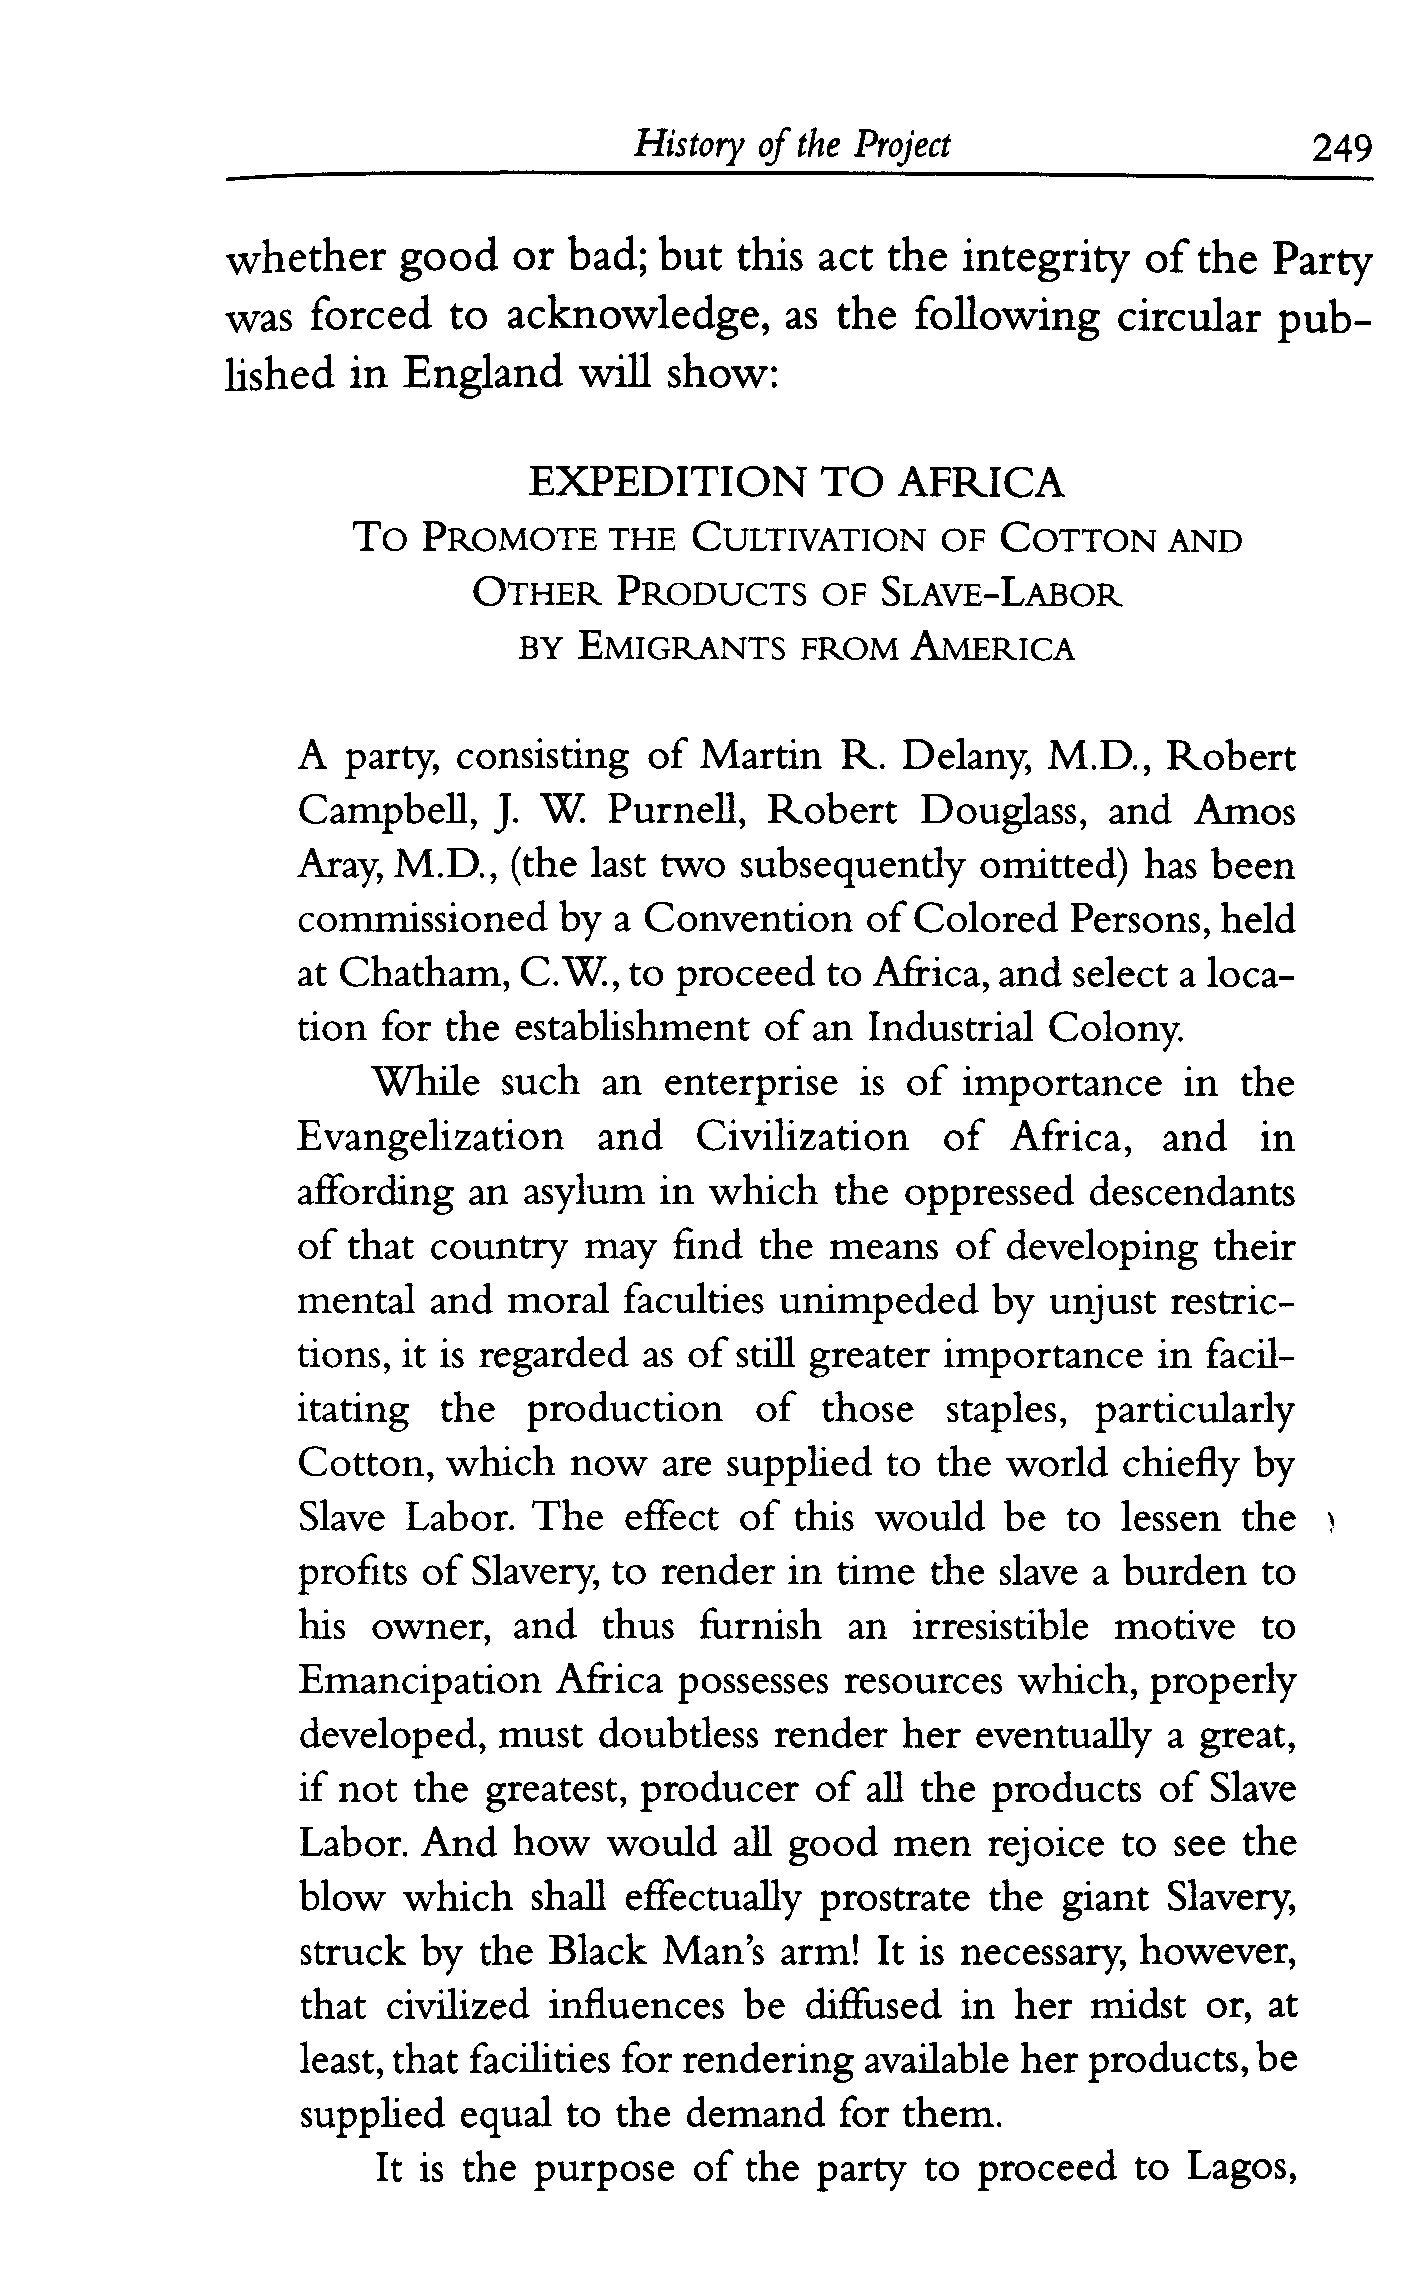 History of the Project 249
whether good or bad; but this act the integrity of the Party
was forced to acknowledge, as the following circular pub-
lished in England will show:
EXPEDITION TO AFRICA
TO PROMOTE THE CULTIVATION OF COTTON AND
OTHER PRODUCTS OF SLAVE-LABOR
BY EMIGRANTS FROM AMERICA
A party, consisting of Martin R. Delany, M.D., Robert
Campbell, J. W. Purnell, Robert Douglass, and Amos
Aray, M.D., (the last two subsequently omitted) has been
commissioned by a Convention of Colored Persons, held
at Chatham, C.W., to proceed to Africa, and select a loca-
tion for the establishment of an Industrial Colony.
While such an enterprise is of importance in the
Evangelization and Civilization of Africa, and in
affording an asylum in which the oppressed descendants
of that country may find the means of developing their
mental and moral faculties unimpeded by unjust restric-
tions, it is regarded as of still greater importance in facil-
itating the production of those staples, particularly
Cotton, which now are supplied to the world chiefly by
Slave Labor. The effect of this would be to lessen the
profits of Slavery, to render in time the slave a burden to
his owner, and thus furnish an irresistible motive to
Emancipation Africa possesses resources which, properly
developed, must doubtless render her eventually a great,
if not the greatest, producer of all the products of Slave
Labor. And how would all good men rejoice to see the
blow which shall effectually prostrate the giant Slavery,
struck by the Black Man's arm! It is necessary, however,
that civilized influences be diffused in her midst or, at
least, that facilities for rendering available her products, be
supplied equal to the demand for them.
It is the purpose of the party to proceed to Lagos,